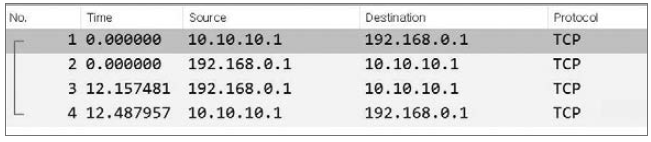 No. Time Source Destination Protocol
1 0.000000 10.10.10.1 192.168.0.1 TCP
2 0.000000 192.168.0.1 10.10.10.1 TCP
3 12.157481 192.168.0.1 10.10.10.1 TCP
4 12.487957 10.10.10.1 192.168.0.1 TCP